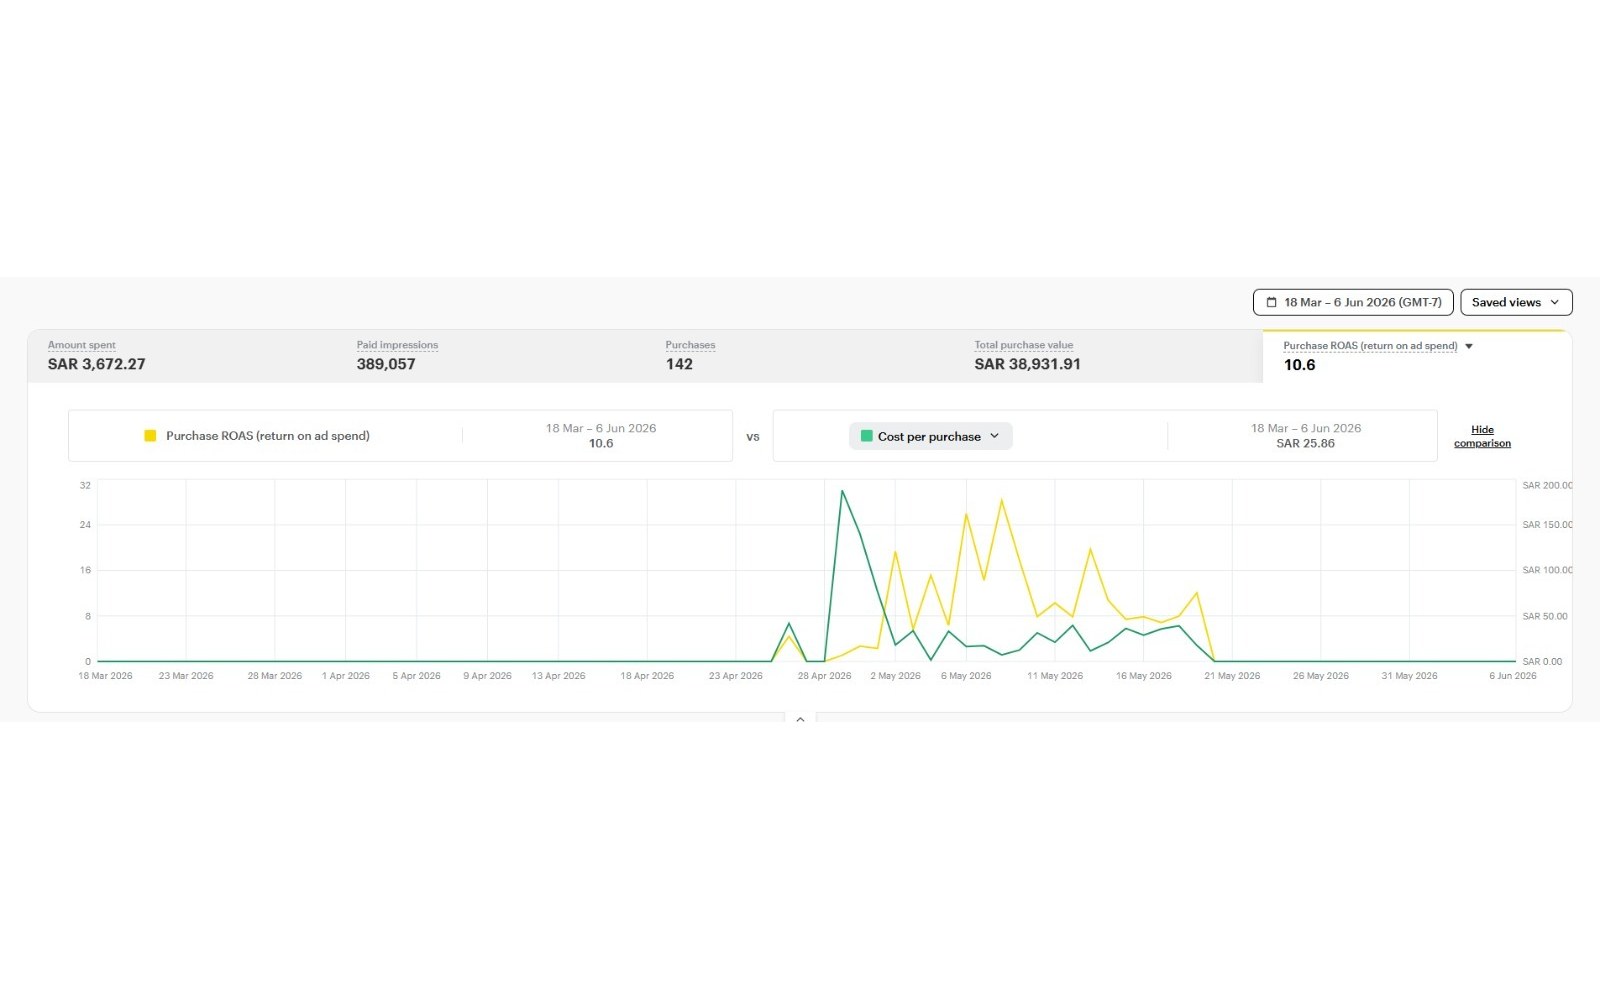 18 Mar – 6 Jun 2026 (GMT-7)
Saved views
Amount spent
SAR 3,672.27
Paid impressions
389,057
Purchases
142
Total purchase value
SAR 38,931.91
Purchase ROAS (return on ad spend)
10.6
Purchase ROAS (return on ad spend)
18 Mar – 6 Jun 2026
10.6
vs
Cost per purchase
18 Mar – 6 Jun 2026
SAR 25.86
Hide
comparison
32
24
16
8
0
SAR 200.00
SAR 150.00
SAR 100.00
SAR 50.00
SAR 0.00
18 Mar 2026
23 Mar 2026
28 Mar 2026
1 Apr 2026
5 Apr 2026
9 Apr 2026
13 Apr 2026
18 Apr 2026
23 Apr 2026
28 Apr 2026
2 May 2026
6 May 2026
11 May 2026
16 May 2026
21 May 2026
26 May 2026
31 May 2026
6 Jun 2026